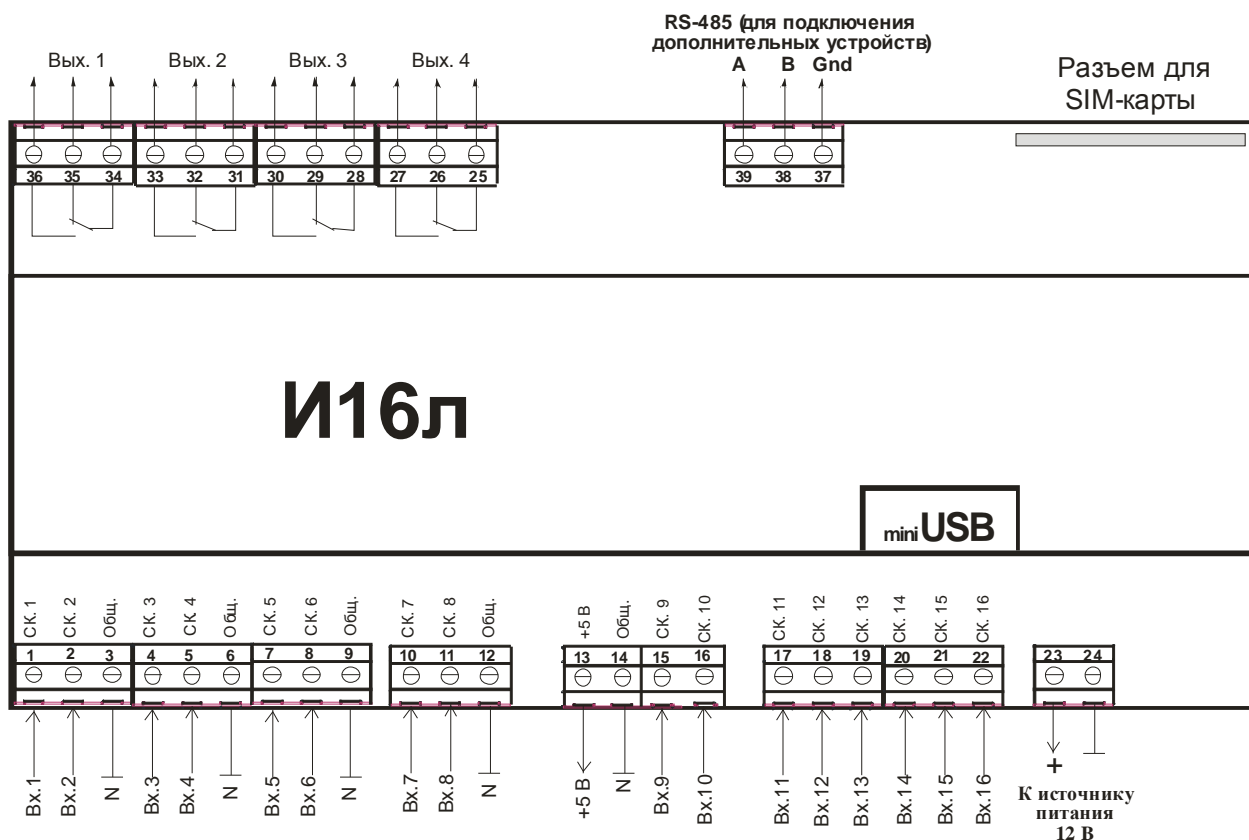 RS-485 (для подключения
дополнительных устройств)
Вых. 1 Вых. 2 Вых. 3 Вых. 4
A B Gnd
Разъем для
SIM-карты
36 35 34 33 32 31 30 29 28 27 26 25
39 38 37
И16л
mini USB
СК. 1 СК. 2 Общ. СК. 3 СК. 4 Общ. СК. 5 СК. 6 Общ. СК. 7 СК. 8 Общ. +5 В Общ. СК. 9 СК. 10 СК. 11 СК. 12 СК. 13 СК. 14 СК. 15 СК. 16
1 2 3 4 5 6 7 8 9 10 11 12 13 14 15 16 17 18 19 20 21 22 23 24
Вх.1 Вх.2 N Вх.3 Вх.4 N Вх.5 Вх.6 N Вх.7 Вх.8 N +5 В N Вх.9 Вх.10 Вх.11 Вх.12 Вх.13 Вх.14 Вх.15 Вх.16
+
К источнику
питания
12 В